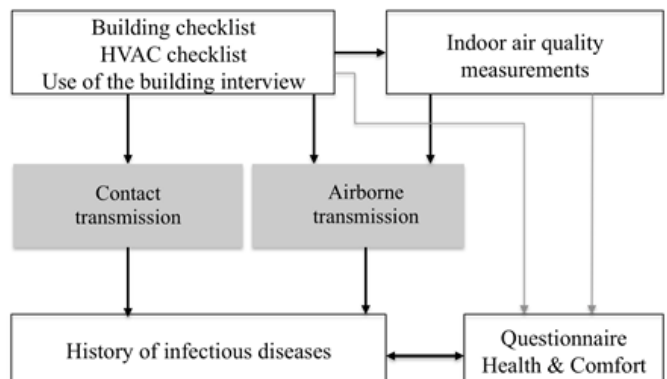 Building checklist
HVAC checklist
Use of the building interview
Indoor air quality
measurements
Contact
transmission
Airborne
transmission
History of infectious diseases
Questionnaire
Health & Comfort